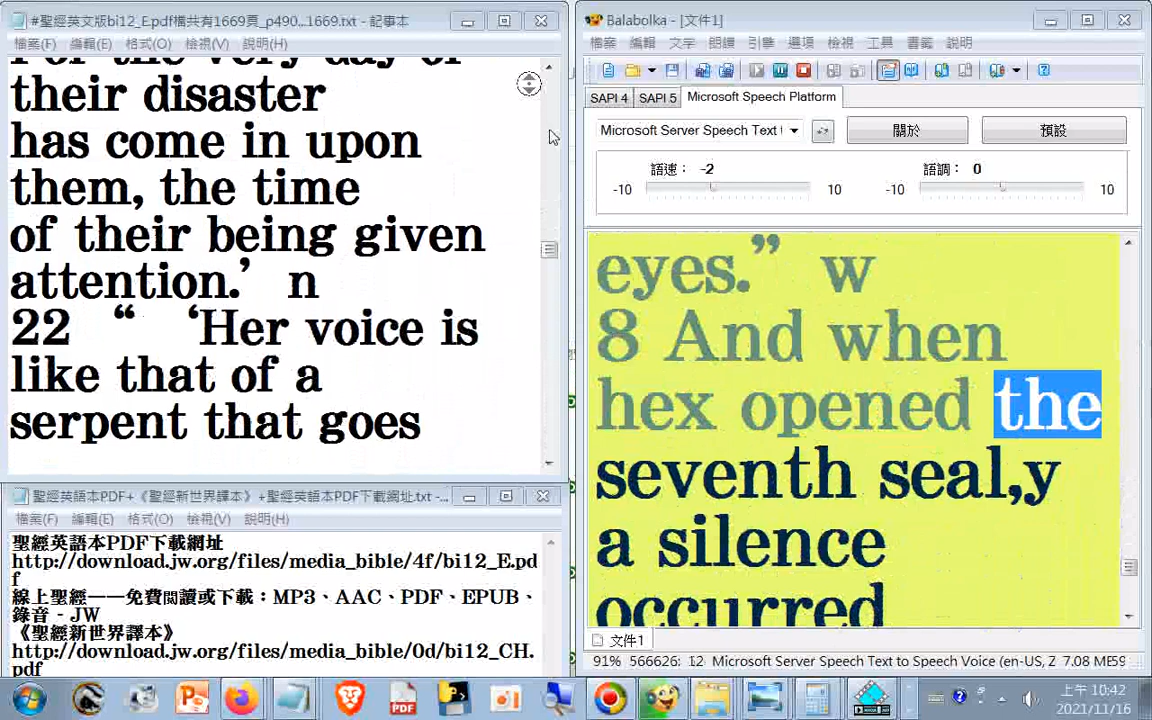 #聖經英文版bi12_E.pdf檔共有1669頁_p490,..1669.txt - 記事本
檔案(F) 編輯(E) 格式(O) 檢視(V) 說明(H)
For the very day of
their disaster
has come in upon
them, the time
of their being given
attention.’ n
22 “ ‘Her voice is
like that of a
serpent that goes
聖經英語本PDF+《聖經新世界譯本》+聖經英語本PDF下載網址.txt - ...
檔案(F) 編輯(E) 格式(O) 檢視(V) 說明(H)
聖經英語本PDF下載網址
http://download.jw.org/files/media_bible/4f/bi12_E.pd
f
線上聖經——免費閱讀或下載：MP3、AAC、PDF、EPUB、
錄音 - JW
《聖經新世界譯本》
http://download.jw.org/files/media_bible/0d/bi12_CH.
pdf
Balabolka - [文件1]
檔案 編輯 文字 朗讀 引擎 選項 檢視 工具 書籤 說明
SAPI 4 SAPI 5 Microsoft Speech Platform
Microsoft Server Speech Text 關於 預設
語速： -2 語調： 0
-10 10 -10 10
eyes.” w
8 And when
hex opened the
seventh seal,y
a silence
occurred
文件1
91% 566626: 12 Microsoft Server Speech Text to Speech Voice (en-US, Z 7.08 ME59
上午 10:42
2021/11/16